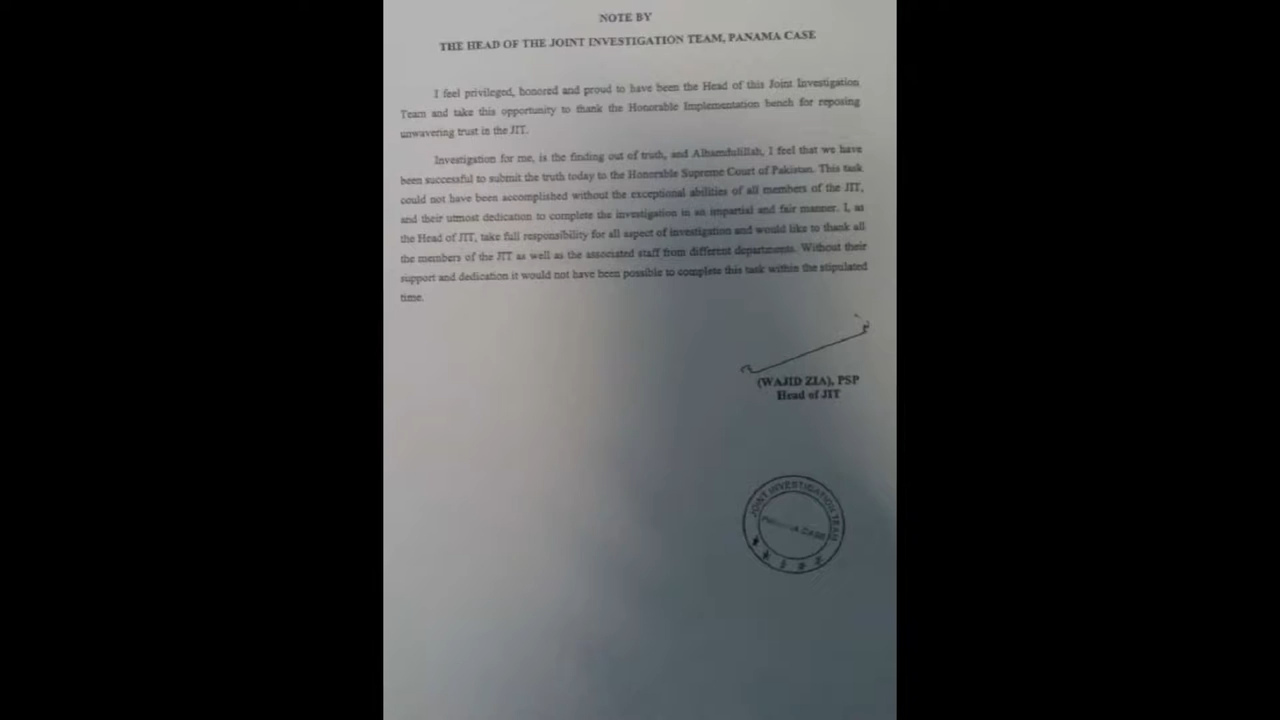 NOTE BY
THE HEAD OF THE JOINT INVESTIGATION TEAM, PANAMA CASE
I feel privileged, honored and proud to have been the Head of this Joint Investigation
Team and take this opportunity to thank the Honorable Implementation bench for reposing
unwavering trust in the JIT.
Investigation for me, is the finding out of truth, and Alhamdulillah, I feel that we have
been successful to submit the truth today to the Honorable Supreme Court of Pakistan. This task
could not have been accomplished without the exceptional abilities of all members of the JIT,
and their utmost dedication to complete the investigation in an impartial and fair manner. I, as
the Head of JIT, take full responsibility for all aspect of investigation and would like to thank all
the members of the JIT as well as the associated staff from different departments. Without their
support and dedication it would not have been possible to complete this task within the stipulated
time.
(WAJID ZIA), PSP
Head of JIT
JOINT INVESTIGATION TEAM
PANAMA CASE